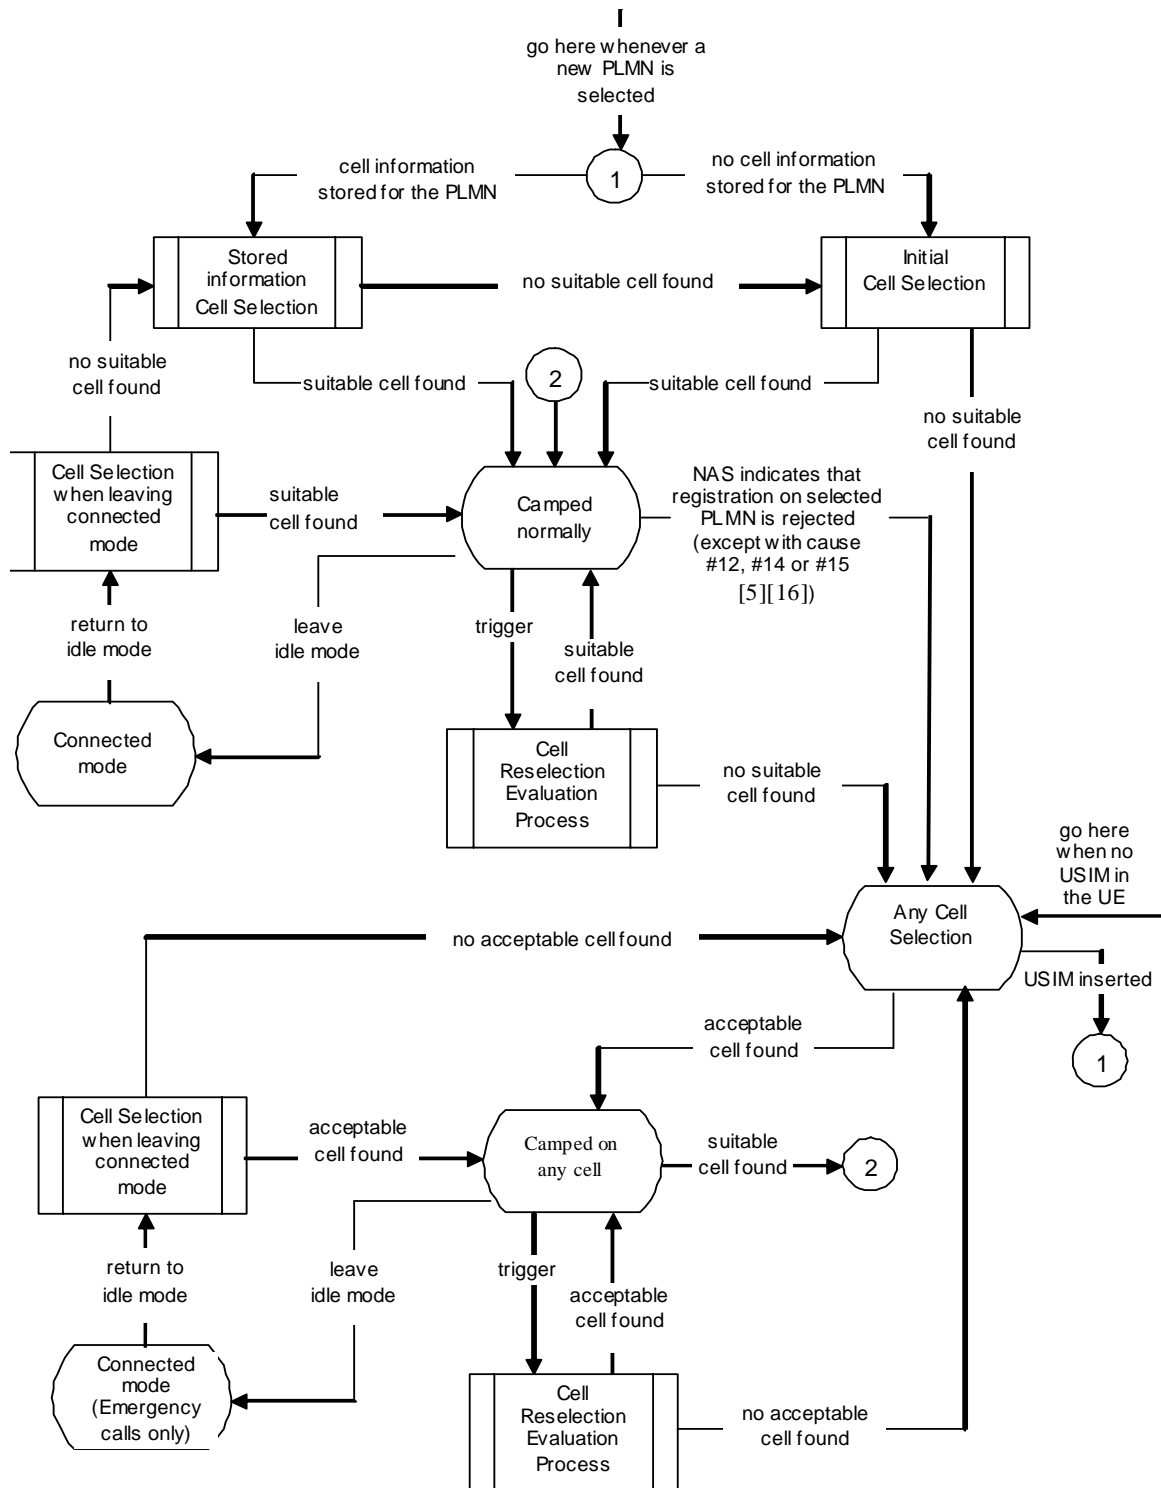 go here whenever a
new PLMN is
selected
1
cell information
stored for the PLMN
no cell information
stored for the PLMN
Stored
information
Cell Selection
no suitable cell found
Initial
Cell Selection
no suitable
cell found
suitable cell found
2
suitable cell found
no suitable
cell found
Cell Selection
when leaving
connected
mode
suitable
cell found
Camped
normally
NAS indicates that
registration on selected
PLMN is rejected
(except with cause
#12, #14 or #15
[5][16])
return to
idle mode
leave
idle mode
trigger
suitable
cell found
Connected
mode
Cell
Reselection
Evaluation
Process
no suitable
cell found
go here
when no
USIM in
the UE
Any Cell
Selection
no acceptable cell found
USIM inserted
1
acceptable
cell found
Cell Selection
when leaving
connected
mode
acceptable
cell found
Camped on
any cell
suitable
cell found
2
return to
idle mode
leave
idle mode
trigger
acceptable
cell found
Connected
mode
(Emergency
calls only)
Cell
Reselection
Evaluation
Process
no acceptable
cell found